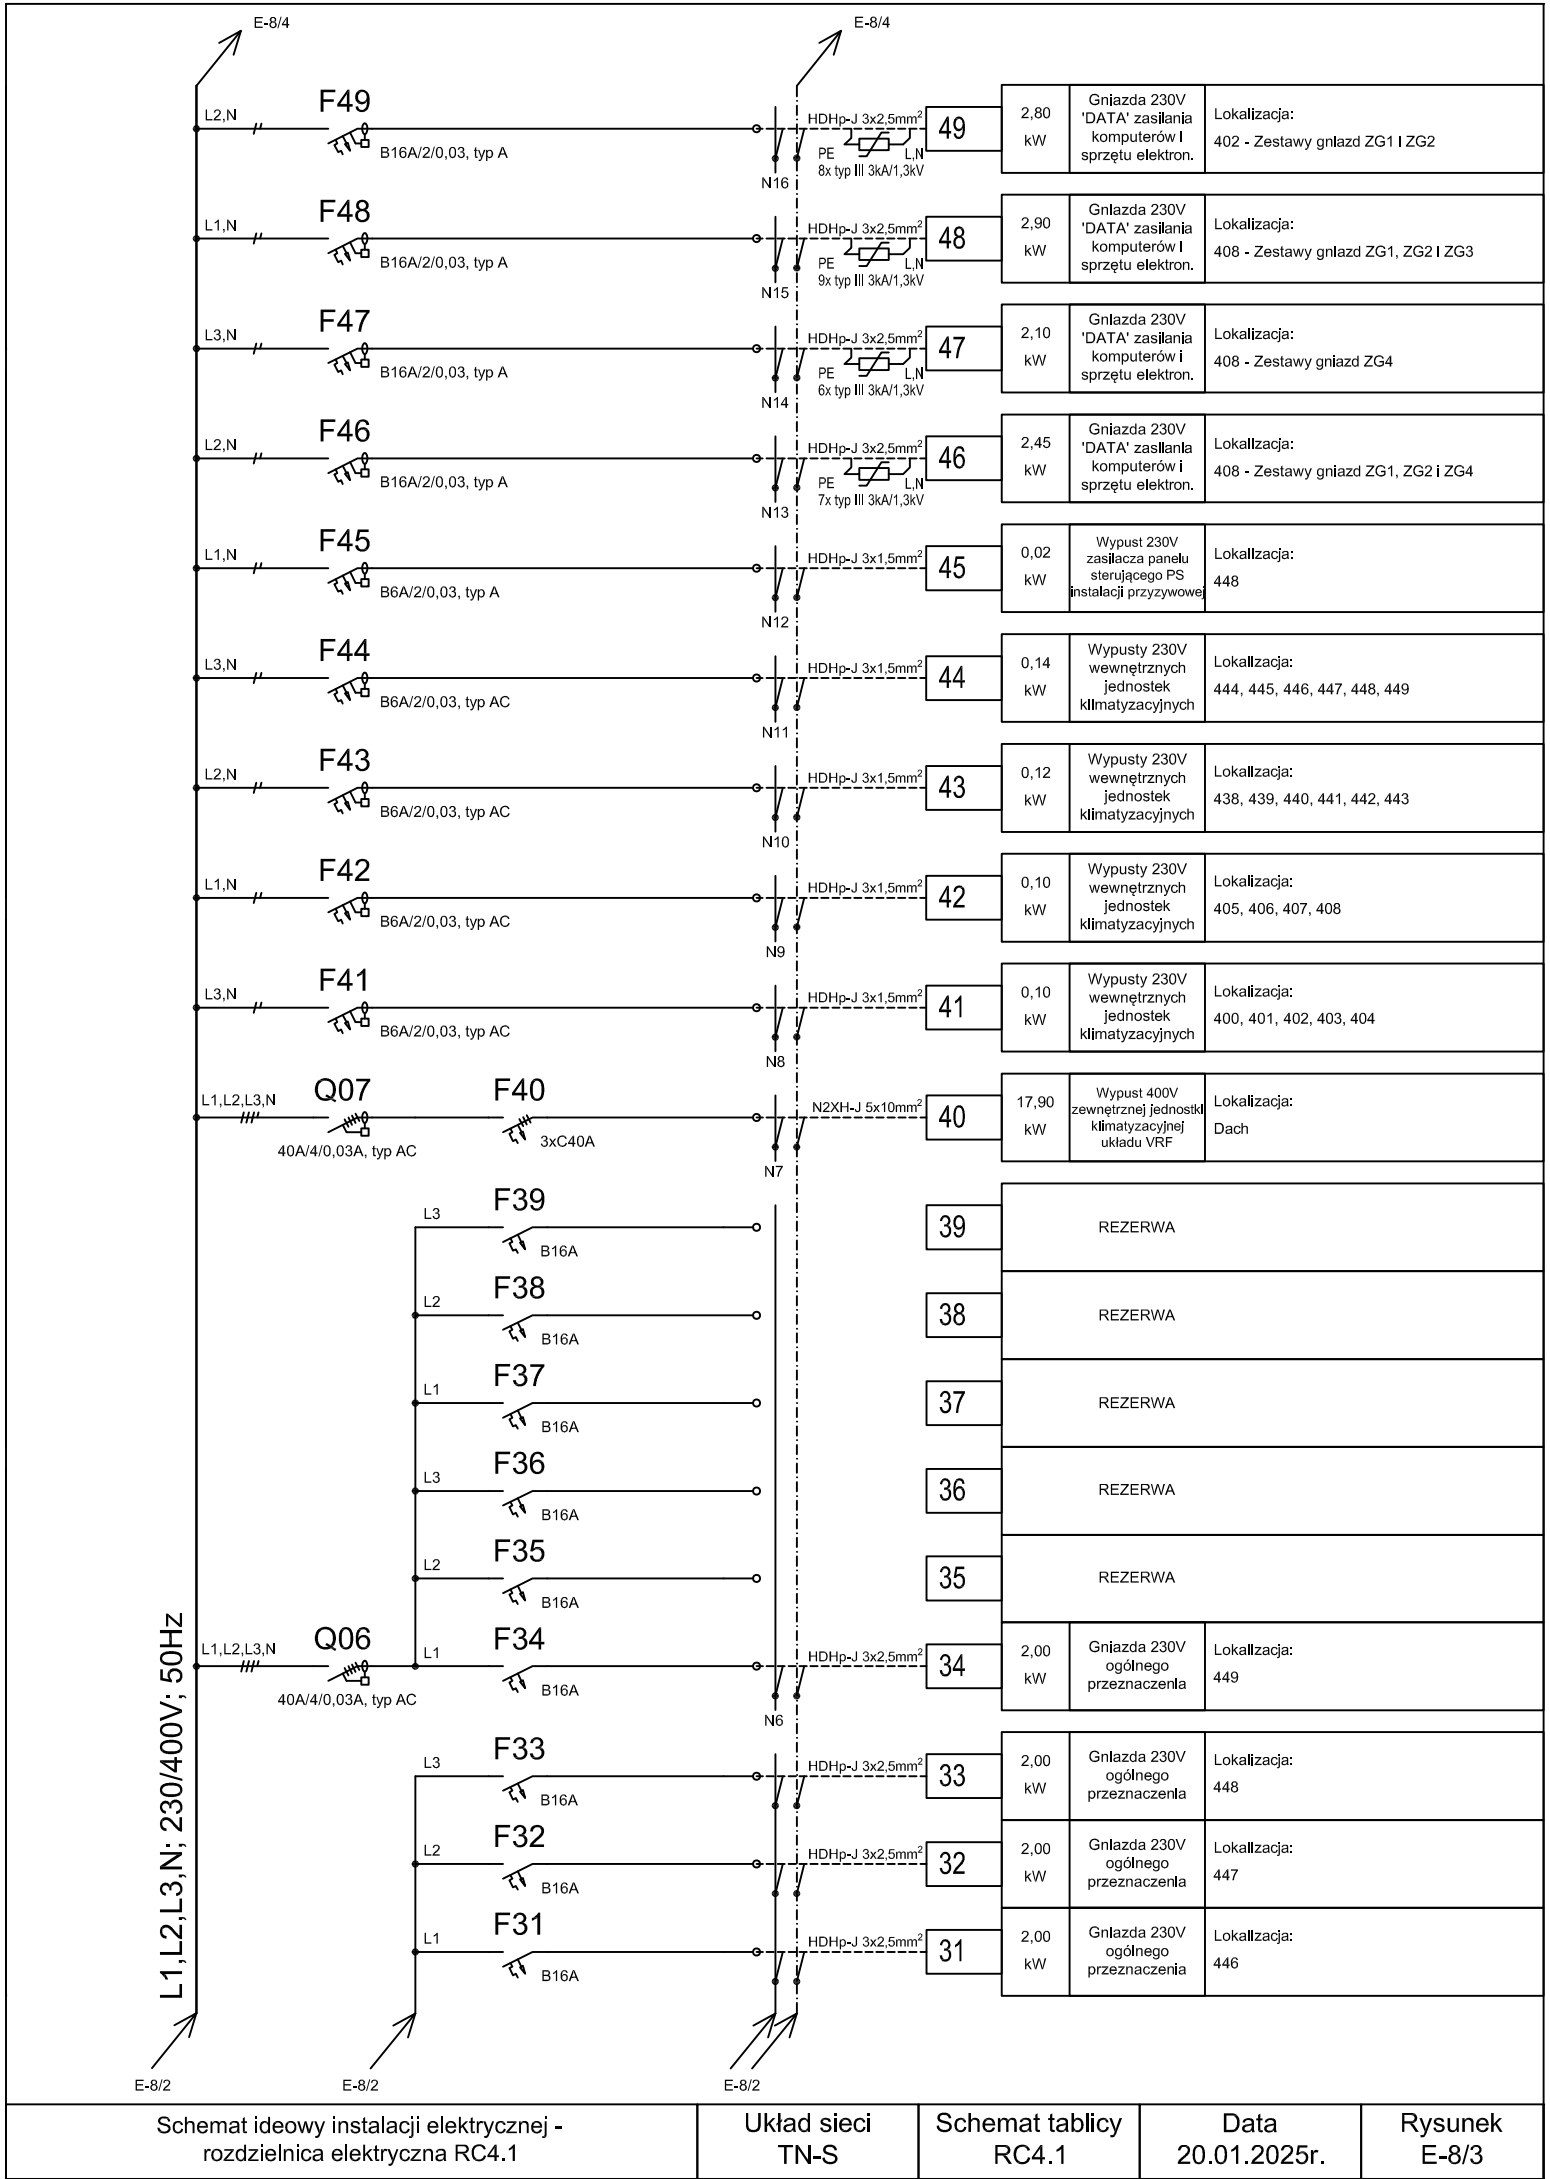 E-8/4
E-8/4
F49
L2,N
B16A/2/0,03, typ A
HDHp-J 3x2,5mm²
PE
L,N
8x typ III 3kA/1,3kV
N16
49
2,80
kW
Gniazda 230V
'DATA' zasilania
komputerów i
sprzętu elektron.
Lokalizacja:
402 - Zestawy gniazd ZG1 i ZG2
F48
L1,N
B16A/2/0,03, typ A
HDHp-J 3x2,5mm²
PE
L,N
9x typ III 3kA/1,3kV
N15
48
2,90
kW
Gniazda 230V
'DATA' zasilania
komputerów i
sprzętu elektron.
Lokalizacja:
408 - Zestawy gniazd ZG1, ZG2 i ZG3
F47
L3,N
B16A/2/0,03, typ A
HDHp-J 3x2,5mm²
PE
L,N
6x typ III 3kA/1,3kV
N14
47
2,10
kW
Gniazda 230V
'DATA' zasilania
komputerów i
sprzętu elektron.
Lokalizacja:
408 - Zestawy gniazd ZG4
F46
L2,N
B16A/2/0,03, typ A
HDHp-J 3x2,5mm²
PE
L,N
7x typ III 3kA/1,3kV
N13
46
2,45
kW
Gniazda 230V
'DATA' zasilania
komputerów i
sprzętu elektron.
Lokalizacja:
408 - Zestawy gniazd ZG1, ZG2 i ZG4
F45
L1,N
B6A/2/0,03, typ A
HDHp-J 3x1,5mm²
N12
45
0,02
kW
Wypust 230V
zasilacza panelu
sterującego PS
instalacji przyzywowej
Lokalizacja:
448
F44
L3,N
B6A/2/0,03, typ AC
HDHp-J 3x1,5mm²
N11
44
0,14
kW
Wypusty 230V
wewnętrznych
jednostek
klimatyzacyjnych
Lokalizacja:
444, 445, 446, 447, 448, 449
F43
L2,N
B6A/2/0,03, typ AC
HDHp-J 3x1,5mm²
N10
43
0,12
kW
Wypusty 230V
wewnętrznych
jednostek
klimatyzacyjnych
Lokalizacja:
438, 439, 440, 441, 442, 443
F42
L1,N
B6A/2/0,03, typ AC
HDHp-J 3x1,5mm²
N9
42
0,10
kW
Wypusty 230V
wewnętrznych
jednostek
klimatyzacyjnych
Lokalizacja:
405, 406, 407, 408
F41
L3,N
B6A/2/0,03, typ AC
HDHp-J 3x1,5mm²
N8
41
0,10
kW
Wypusty 230V
wewnętrznych
jednostek
klimatyzacyjnych
Lokalizacja:
400, 401, 402, 403, 404
Q07
F40
L1,L2,L3,N
40A/4/0,03A, typ AC
3xC40A
N2XH-J 5x10mm²
N7
40
17,90
kW
Wypust 400V
zewnętrznej jednostki
klimatyzacyjnej
układu VRF
Lokalizacja:
Dach
F39
L3
B16A
39
REZERWA
F38
L2
B16A
38
REZERWA
F37
L1
B16A
37
REZERWA
F36
L3
B16A
36
REZERWA
F35
L2
B16A
35
REZERWA
Q06
F34
L1,L2,L3,N
L1
40A/4/0,03A, typ AC
B16A
HDHp-J 3x2,5mm²
N6
34
2,00
kW
Gniazda 230V
ogólnego
przeznaczenia
Lokalizacja:
449
F33
L3
B16A
HDHp-J 3x2,5mm²
33
2,00
kW
Gniazda 230V
ogólnego
przeznaczenia
Lokalizacja:
448
F32
L2
B16A
HDHp-J 3x2,5mm²
32
2,00
kW
Gniazda 230V
ogólnego
przeznaczenia
Lokalizacja:
447
F31
L1
B16A
HDHp-J 3x2,5mm²
31
2,00
kW
Gniazda 230V
ogólnego
przeznaczenia
Lokalizacja:
446
L1,L2,L3,N; 230/400V; 50Hz
E-8/2
E-8/2
E-8/2
Schemat ideowy instalacji elektrycznej -
rozdzielnica elektryczna RC4.1
Układ sieci
TN-S
Schemat tablicy
RC4.1
Data
20.01.2025r.
Rysunek
E-8/3